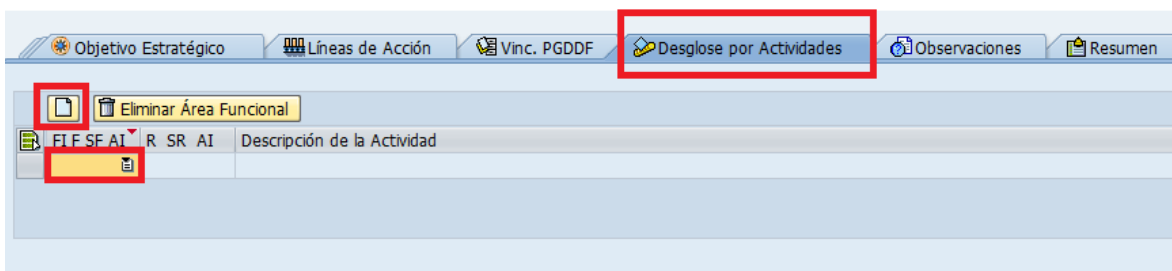 Objetivo Estratégico Líneas de Acción Vinc. PGDDF Desglose por Actividades Observaciones Resumen
Eliminar Área Funcional
FI F SF AI R SR AI Descripción de la Actividad